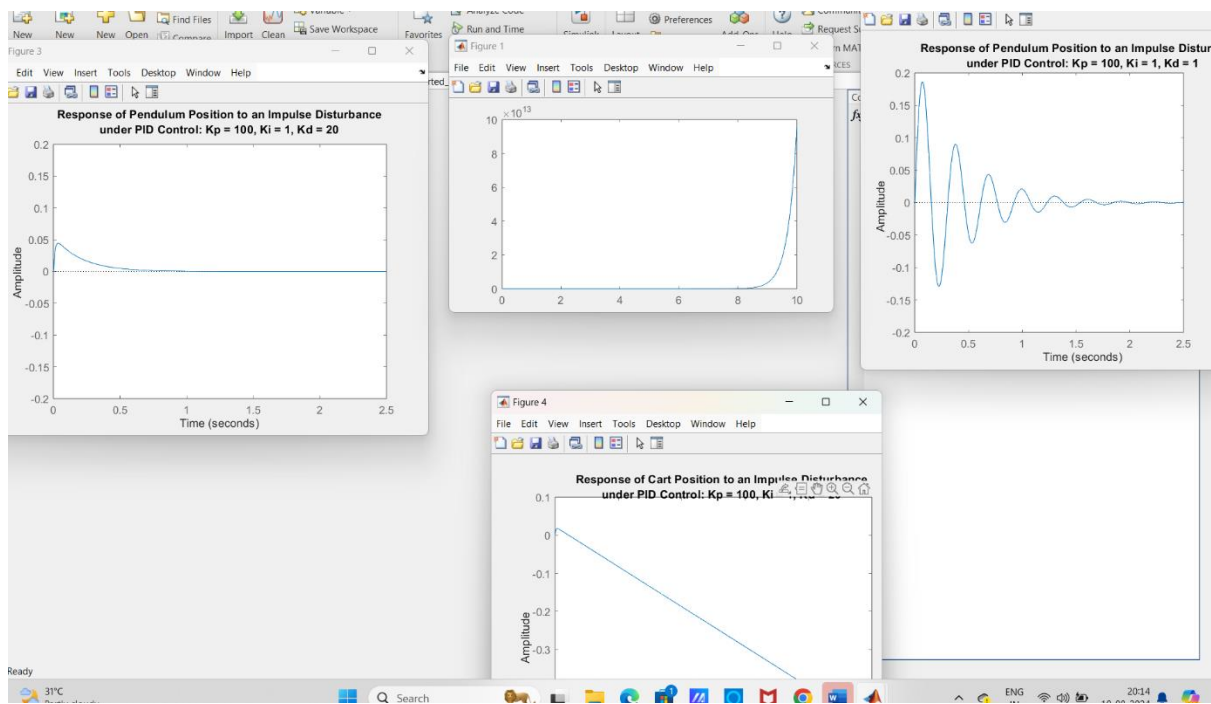 Find Files
Save Workspace
New New New Open Compare Import Clean
Favorites
Run and Time
Preferences
Ready
Figure 3
Edit View Insert Tools Desktop Window Help
Response of Pendulum Position to an Impulse Disturbance
under PID Control: Kp = 100, Ki = 1, Kd = 20
0.2
0.15
0.1
0.05
0
-0.05
-0.1
-0.15
-0.2
Amplitude
0 0.5 1 1.5 2 2.5
Time (seconds)
Figure 1
File Edit View Insert Tools Desktop Window Help
×10^13
10
8
6
4
2
0
0 2 4 6 8 10
Response of Pendulum Position to an Impulse Distur
under PID Control: Kp = 100, Ki = 1, Kd = 1
0.2
0.15
0.1
0.05
0
-0.05
-0.1
-0.15
-0.2
Amplitude
0 0.5 1 1.5 2 2.5
Time (seconds)
Figure 4
File Edit View Insert Tools Desktop Window Help
Response of Cart Position to an Impulse Disturbance
under PID Control: Kp = 100, Ki
0.1
0
-0.1
-0.2
-0.3
Amplitude
31°C
Search
ENG
20:14